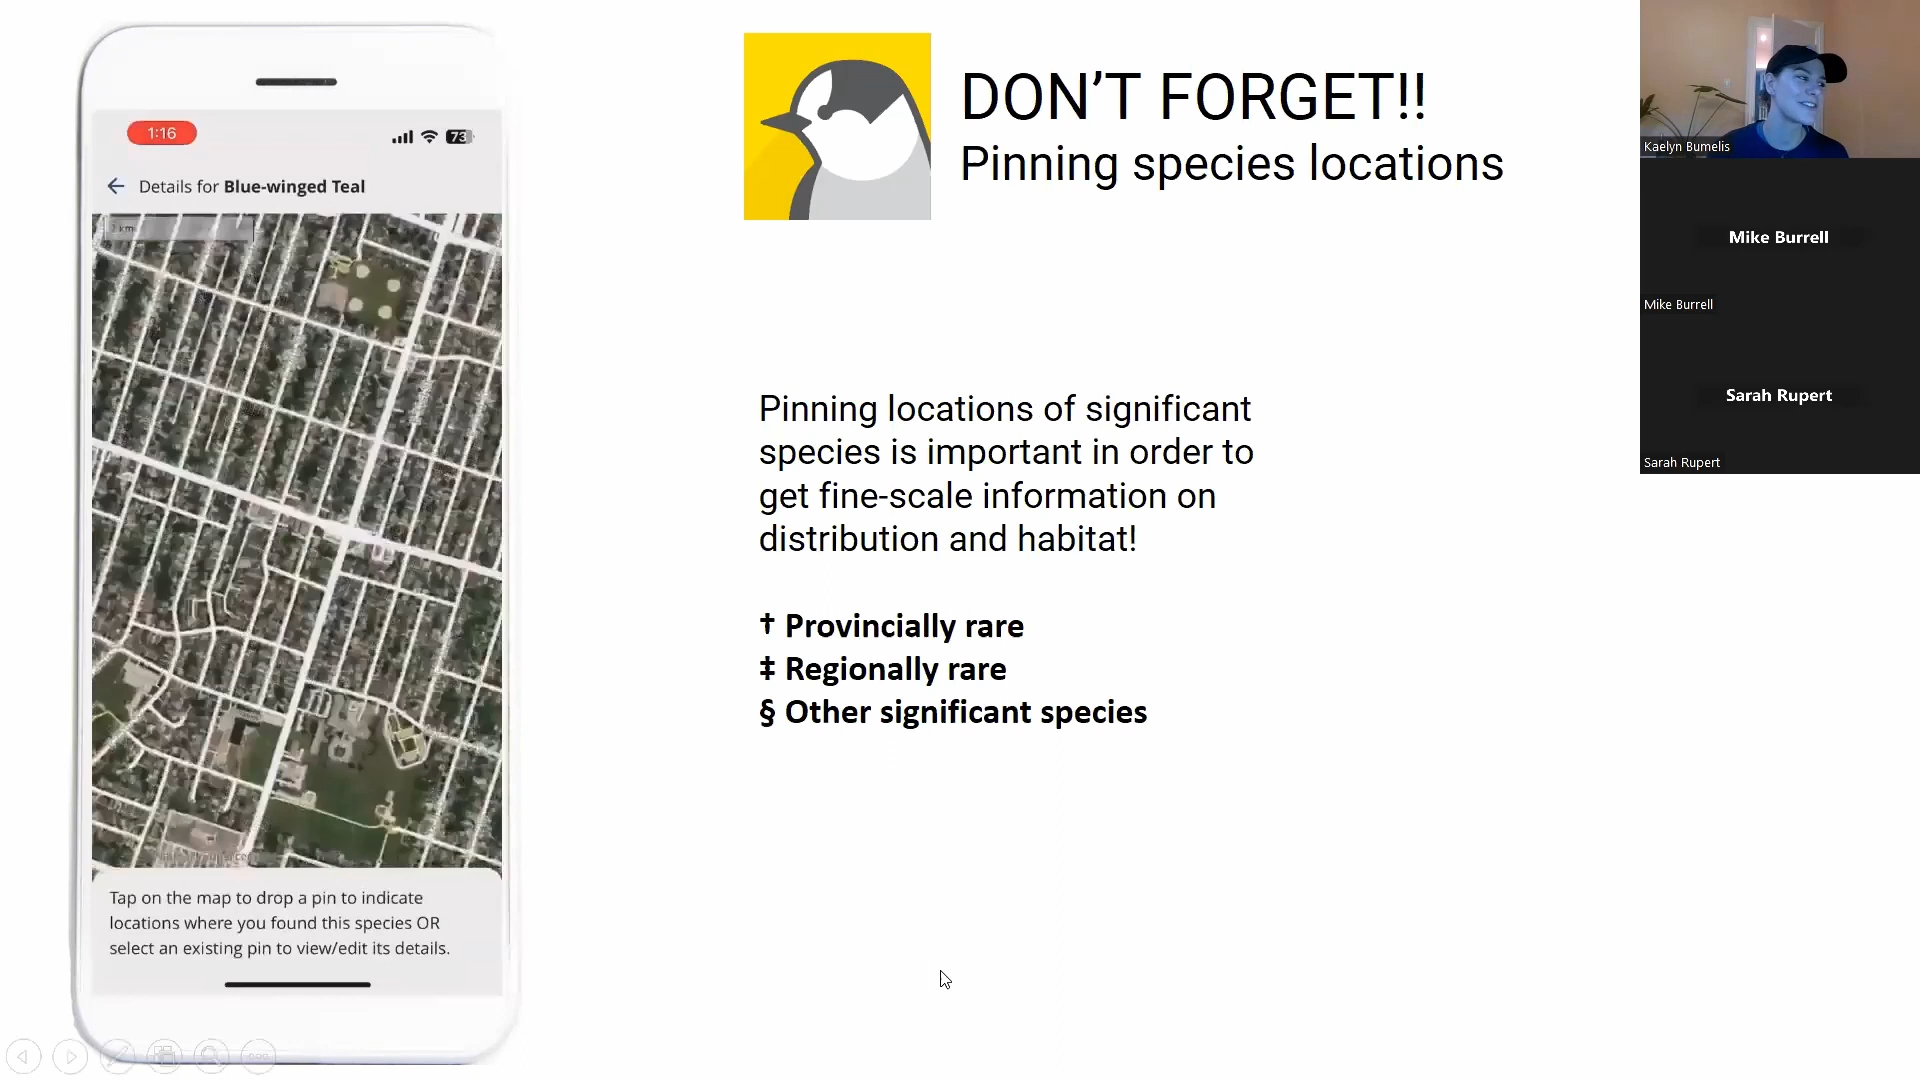 1:16
73
Details for Blue-winged Teal
Tap on the map to drop a pin to indicate
locations where you found this species OR
select an existing pin to view/edit its details.
DON’T FORGET!!
Pinning species locations
Pinning locations of significant
species is important in order to
get fine-scale information on
distribution and habitat!
† Provincially rare
‡ Regionally rare
§ Other significant species
Kaelyn Bumelis
Mike Burrell
Mike Burrell
Sarah Rupert
Sarah Rupert